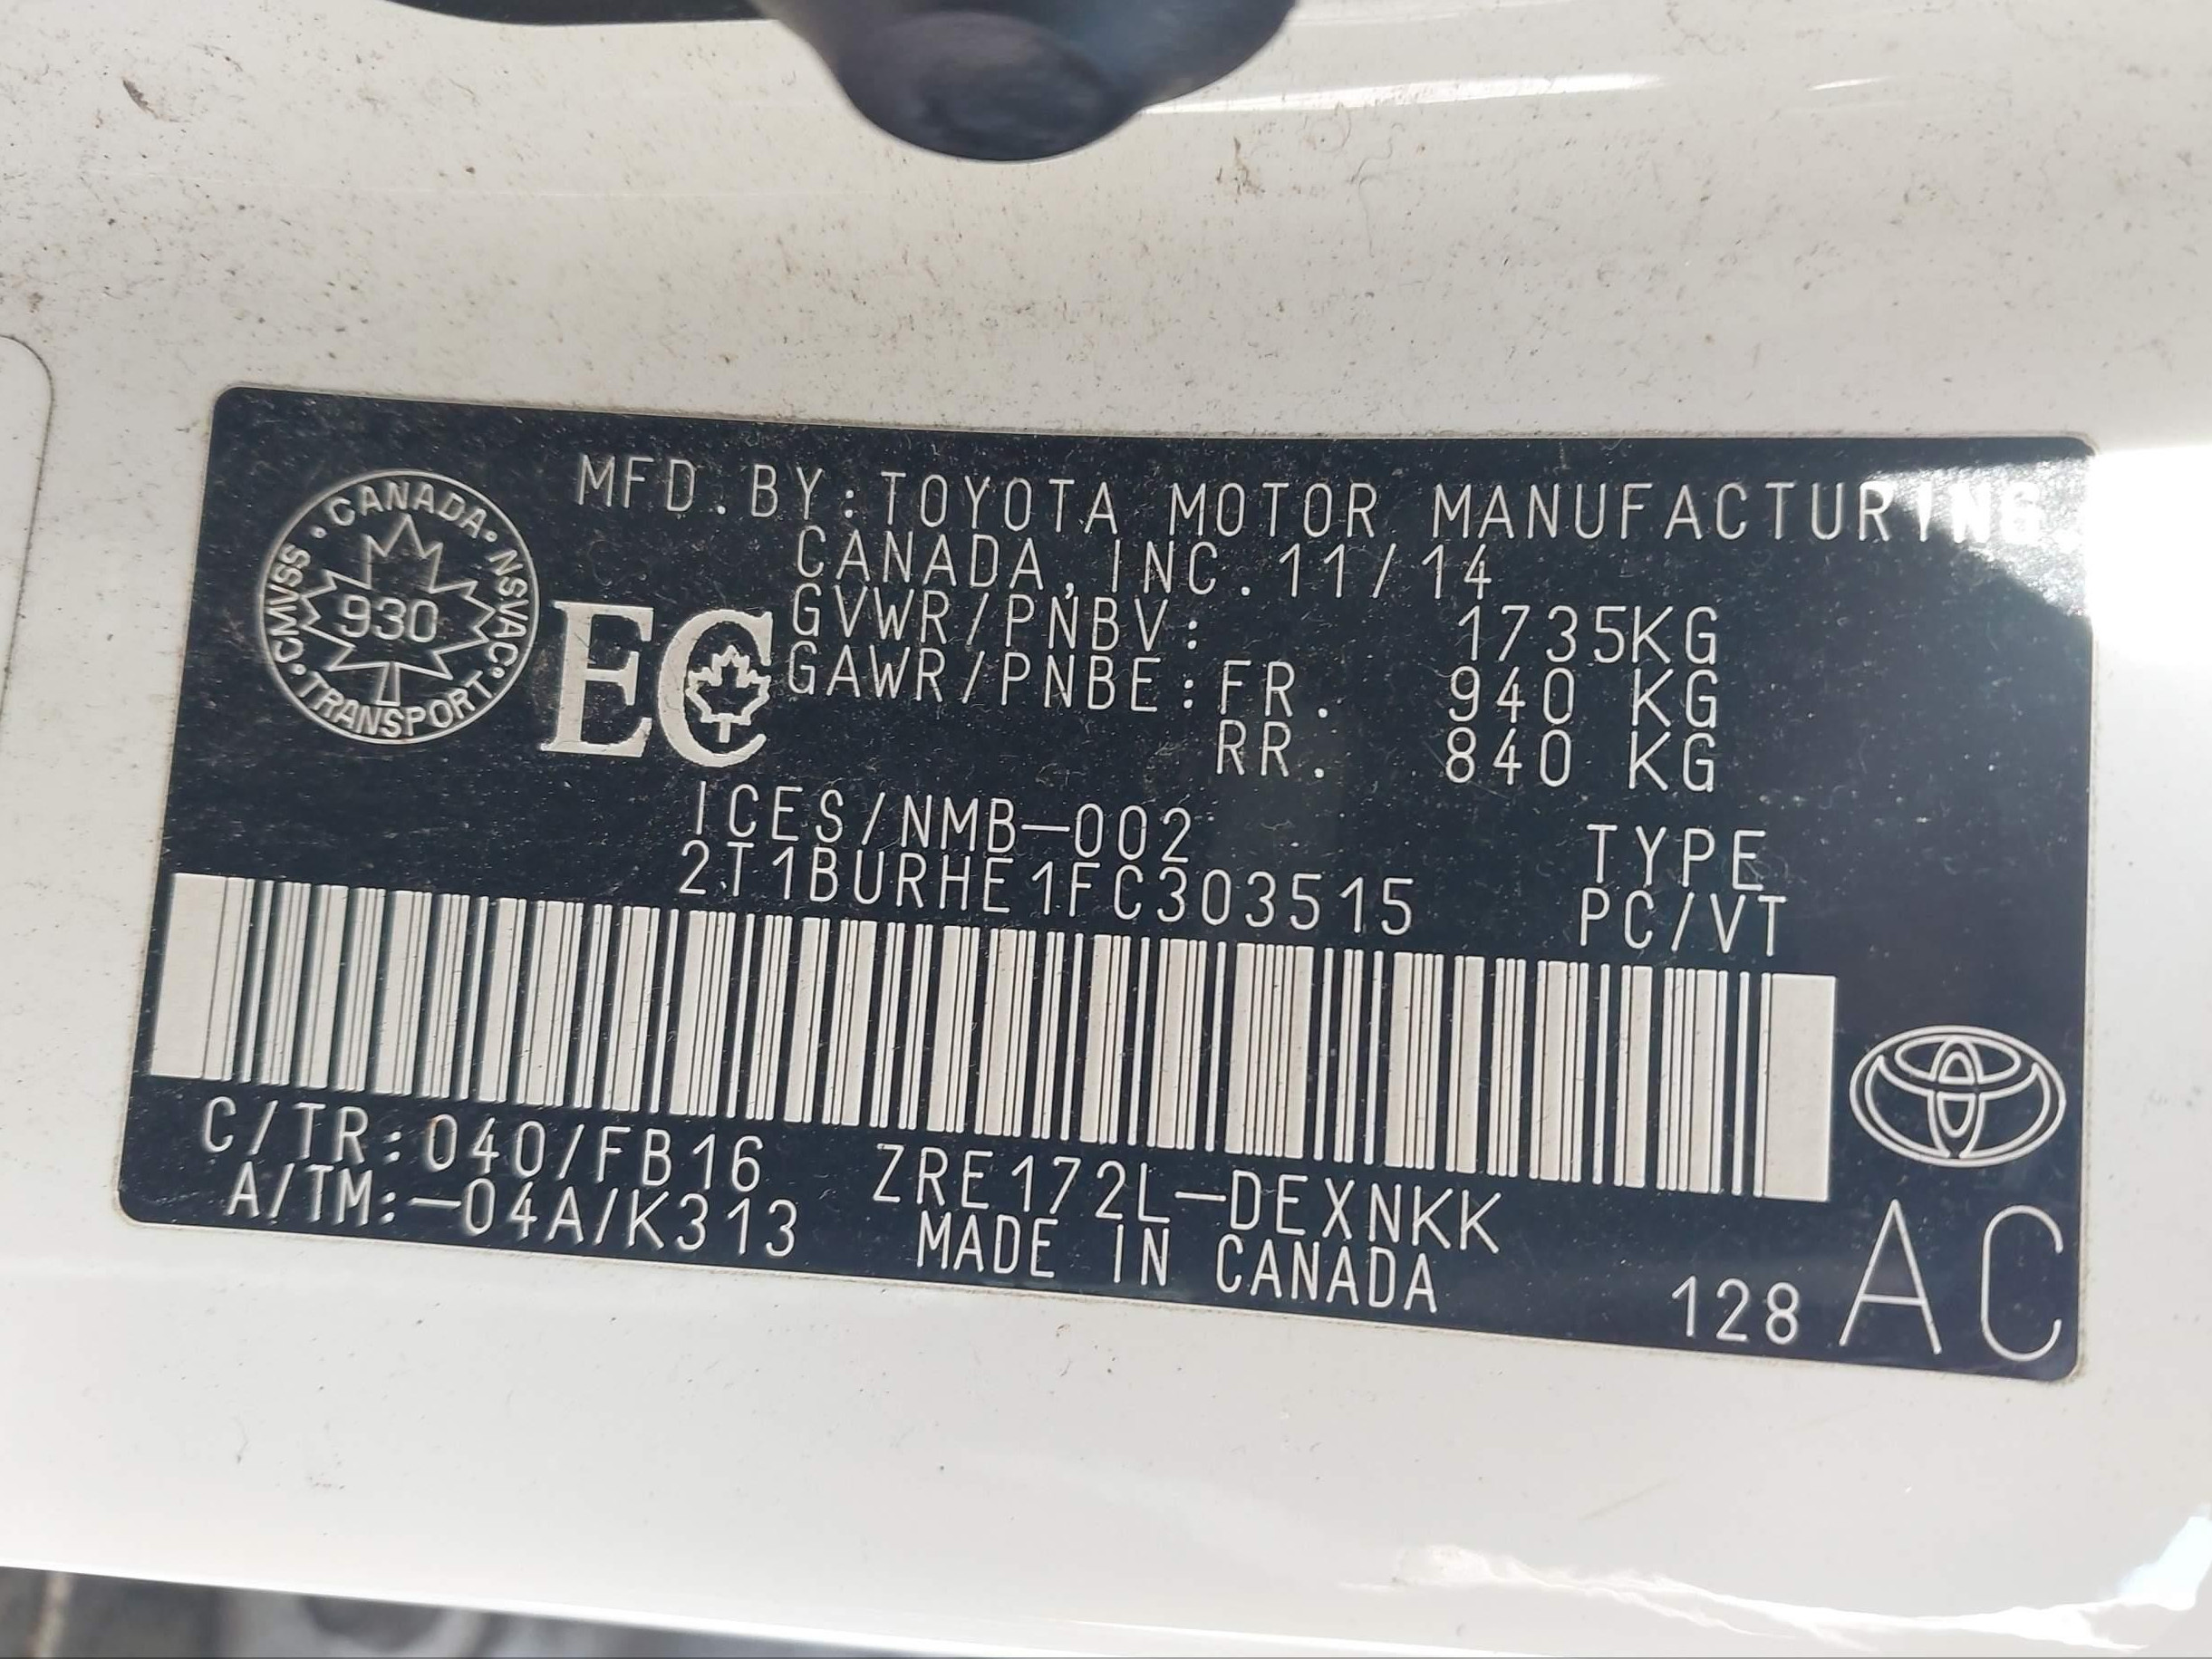 MFD.BY:TOYOTA MOTOR MANUFACTURING
CANADA, INC. 11/14
GVWR/PNBV: 1735KG
GAWR/PNBE:FR. 940 KG
RR. 840 KG
CANADA · NSVAC · TRANSPORT · CMVSS ·
930
EC
ICES/NMB-002
TYPE
2T1BURHE1FC303515
PC/VT
C/TR:040/FB16 ZRE172L-DEXNKK
A/TM:-04A/K313 MADE IN CANADA
128 AC